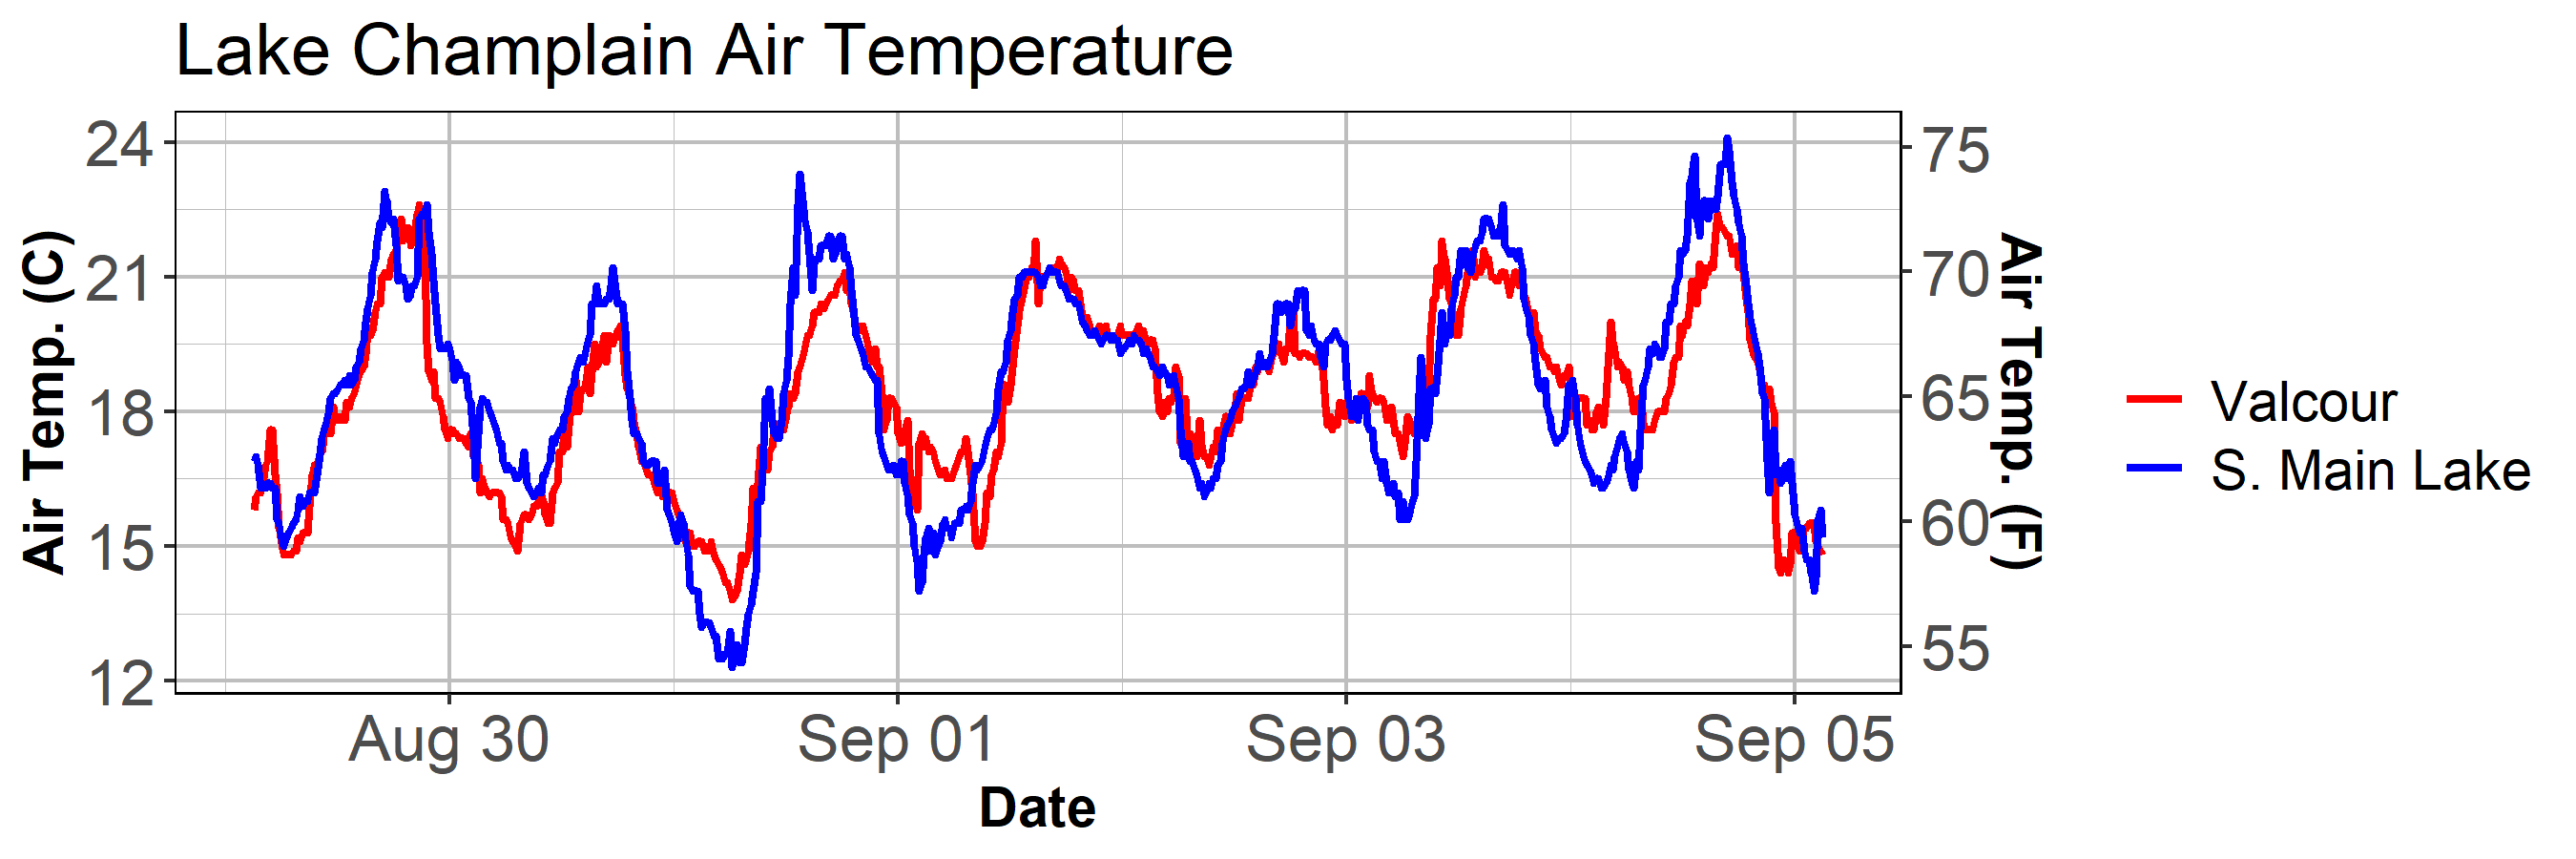 Lake Champlain Air Temperature
Air Temp. (C)
24
21
18
15
12
75
70
65
60
55
Air Temp. (F)
Aug 30
Sep 01
Sep 03
Sep 05
Date
Valcour
S. Main Lake